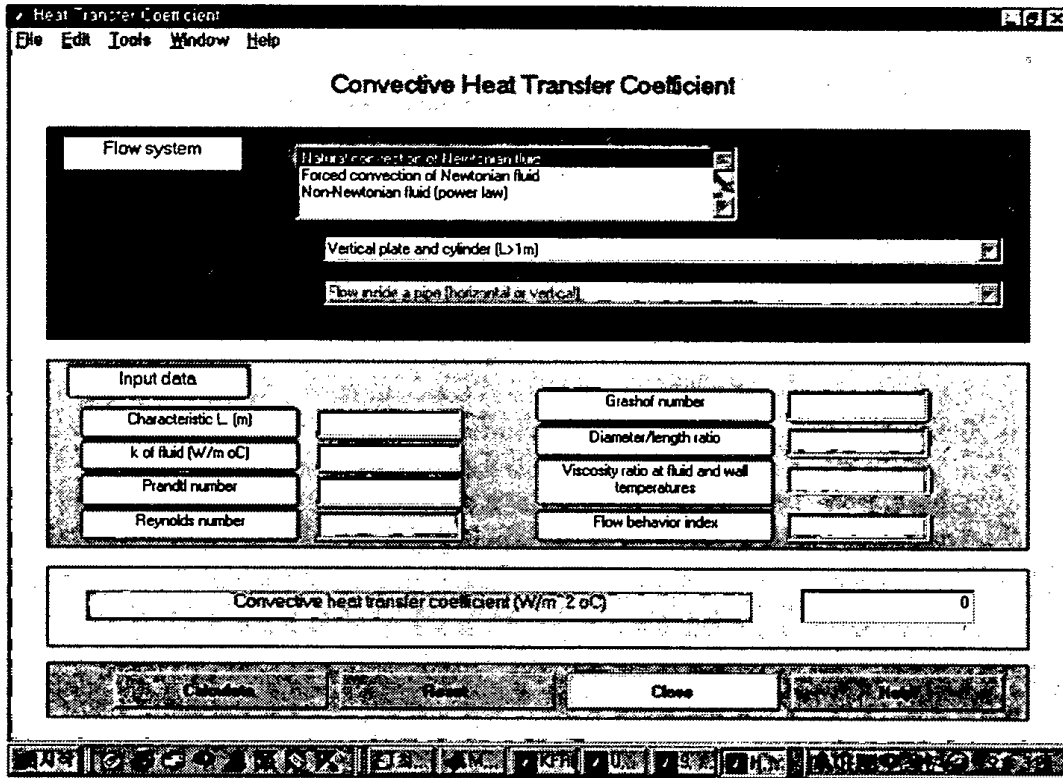 Heat Transfer Coefficient
File Edit Tools Window Help
Convective Heat Transfer Coefficient
Flow system
Natural convection of Newtonian fluid
Forced convection of Newtonian fluid
Non-Newtonian fluid (power law)
Vertical plate and cylinder (L>1m)
Flow inside a pipe (horizontal or vertical)
Input data
Characteristic L (m)
k of fluid (W/m oC)
Prandtl number
Reynolds number
Grashof number
Diameter/length ratio
Viscosity ratio at fluid and wall
temperatures
Flow behavior index
Convective heat transfer coefficient (W/m^2 oC)
0
Calculate Reset Close Help
시작